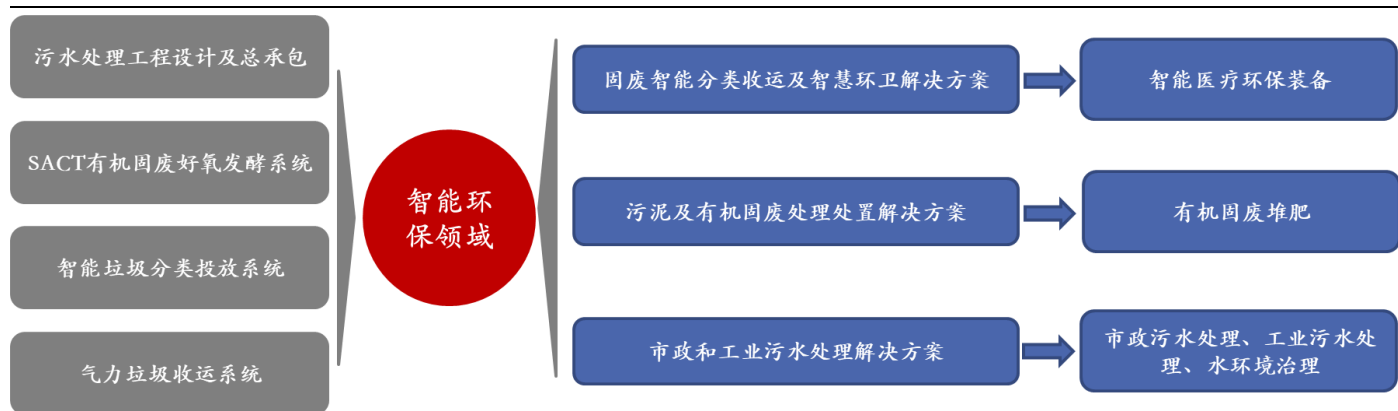 污水处理工程设计及总承包
SACT有机固废好氧发酵系统
智能垃圾分类投放系统
气力垃圾收运系统
智能环
保领域
固废智能分类收运及智慧环卫解决方案
智能医疗环保装备
污泥及有机固废处理处置解决方案
有机固废堆肥
市政和工业污水处理解决方案
市政污水处理、工业污水处
理、水环境治理